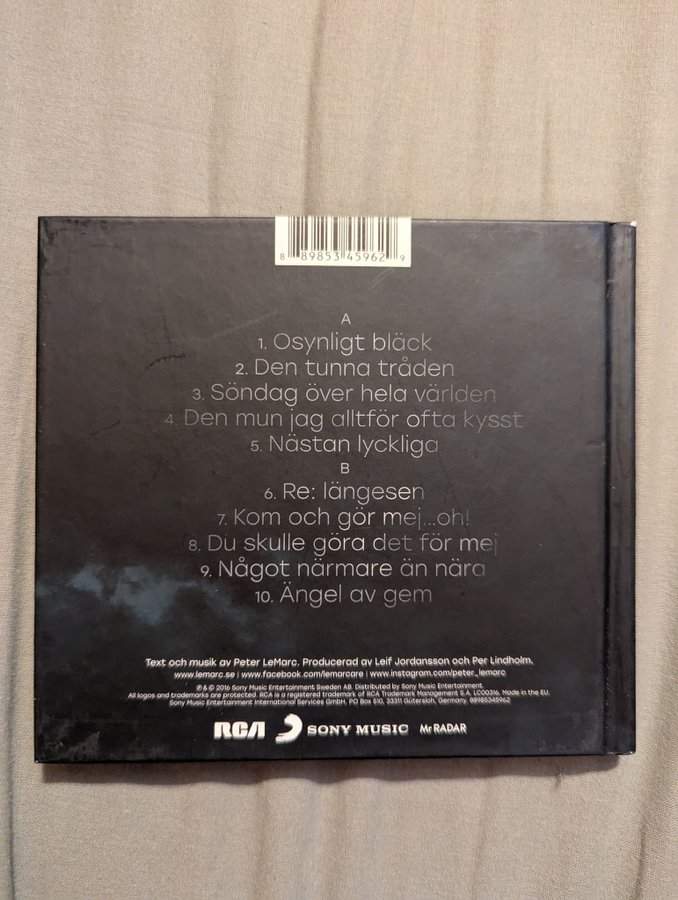 8 89853 45962 9
A
1. Osynligt bläck
2. Den tunna tråden
3. Söndag över hela världen
4. Den mun jag alltför ofta kysst
5. Nästan lyckliga
B
6. Re: längesen
7. Kom och gör mej...oh!
8. Du skulle göra det för mej
9. Något närmare än nära
10. Ängel av gem
Text och musik av Peter LeMarc. Producerad av Leif Jordansson och Per Lindholm.
www.lemarc.se | www.facebook.com/lemarcare | www.instagram.com/peter_lemarc
℗ & © 2016 Sony Music Entertainment Sweden AB. Distributed by Sony Music Entertainment.
All logos and trademarks are protected. RCA is a registered trademark of RCA Trademark Management S.A. LC00316. Made in the EU.
Sony Music Entertainment International Services GmbH, PO Box 510, 33311 Gütersloh, Germany. 88985345962
RCA SONY MUSIC Mr RADAR